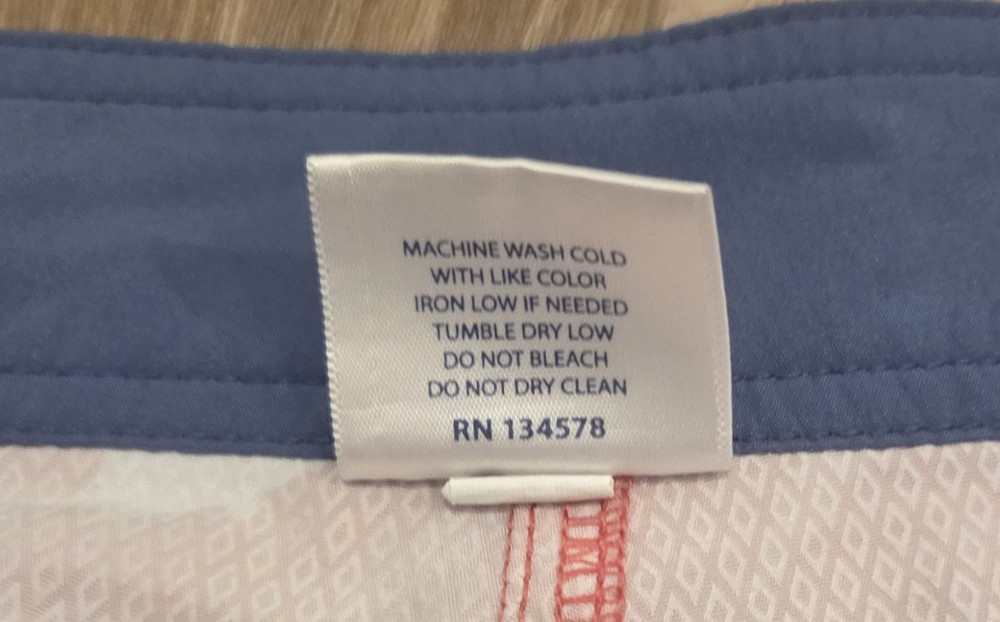 MACHINE WASH COLD
WITH LIKE COLOR
IRON LOW IF NEEDED
TUMBLE DRY LOW
DO NOT BLEACH
DO NOT DRY CLEAN
RN 134578